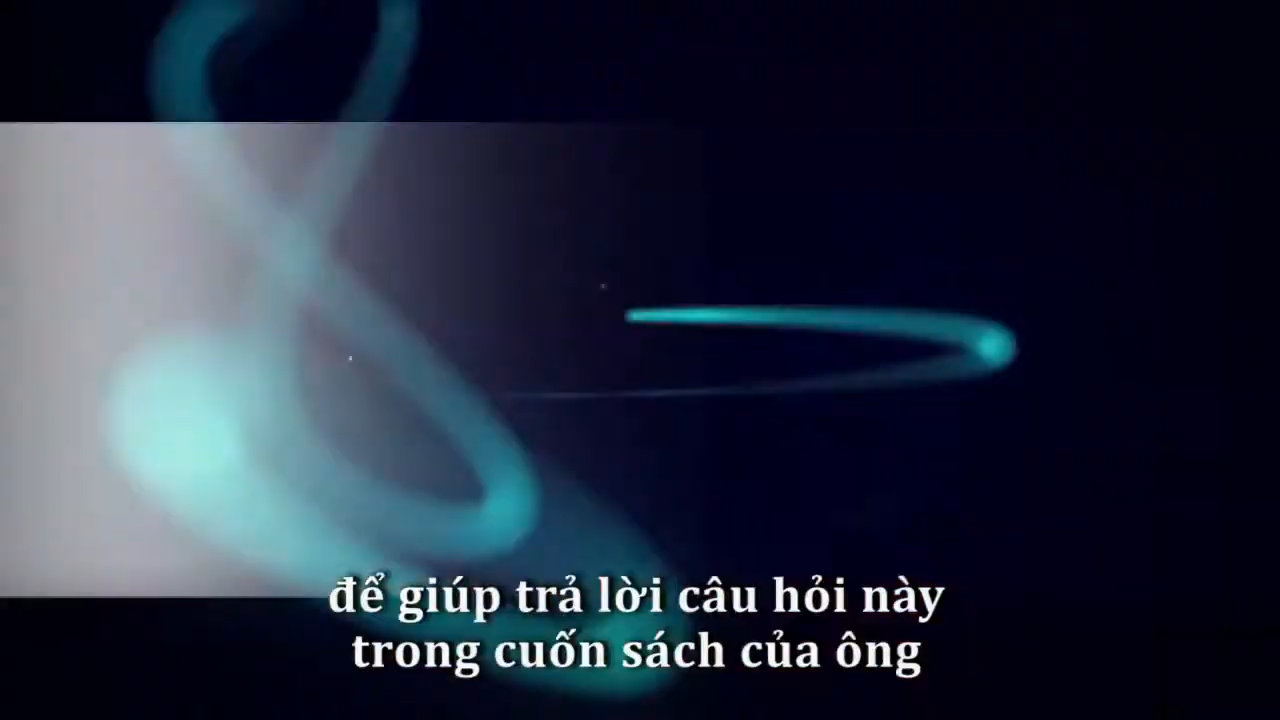 để giúp trả lời câu hỏi này
trong cuốn sách của ông